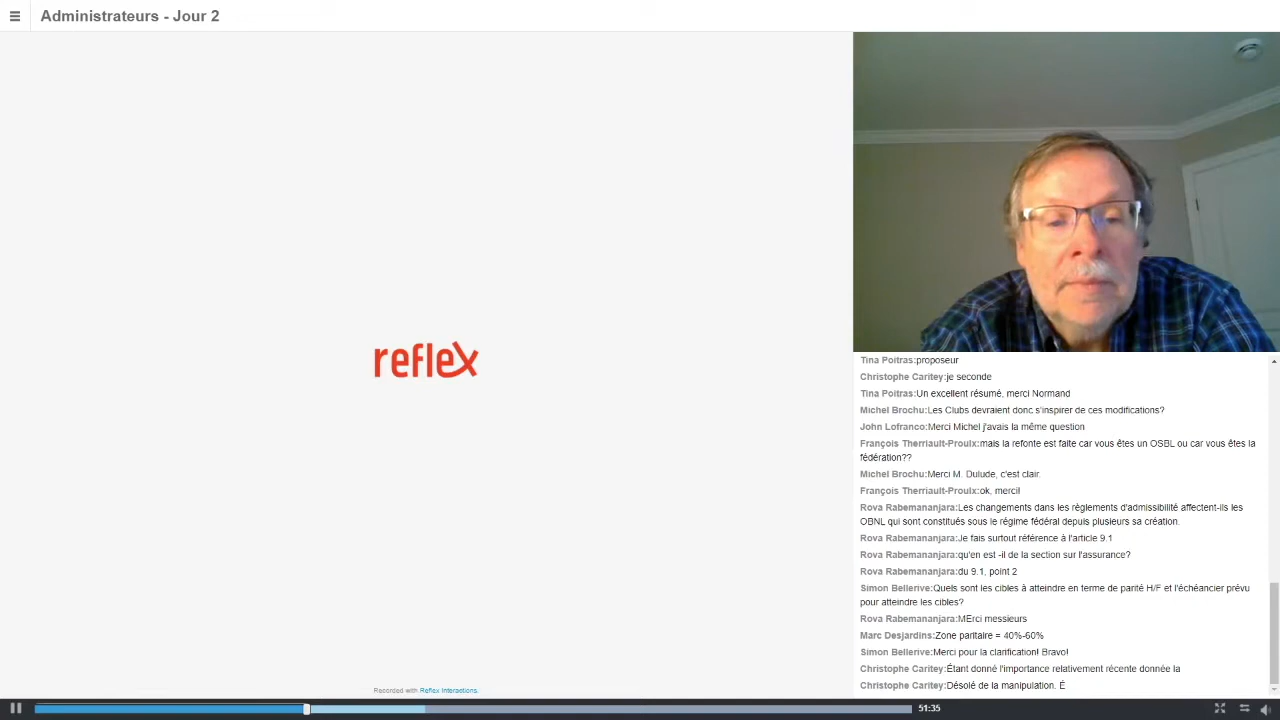 Administrateurs - Jour 2
reflex
Tina Poitras:proposeur
Christophe Caritey:je seconde
Tina Poitras:Un excellent résumé, merci Normand
Michel Brochu:Les Clubs devraient donc s'inspirer de ces modifications?
John Lofranco:Merci Michel j'avais la même question
François Therriault-Proulx:mais la refonte est faite car vous êtes un OSBL ou car vous êtes la
fédération??
Michel Brochu:Merci M. Dulude, c'est clair.
François Therriault-Proulx:ok, merci!
Rova Rabemananjara:Les changements dans les règlements d'admissibilité affectent-ils les
OBNL qui sont constitués sous le régime fédéral depuis plusieurs sa création.
Rova Rabemananjara:Je fais surtout référence à l'article 9.1
Rova Rabemananjara:qu'en est -il de la section sur l'assurance?
Rova Rabemananjara:du 9.1, point 2
Simon Bellerive:Quels sont les cibles à atteindre en terme de parité H/F et l'échéancier prévu
pour atteindre les cibles?
Rova Rabemananjara:MErci messieurs
Marc Desjardins:Zone paritaire = 40%-60%
Simon Bellerive:Merci pour la clarification! Bravo!
Christophe Caritey:Étant donné l'importance relativement récente donnée la
Christophe Caritey:Désolé de la manipulation. É
Recorded with Reflex Interactions.
51:35